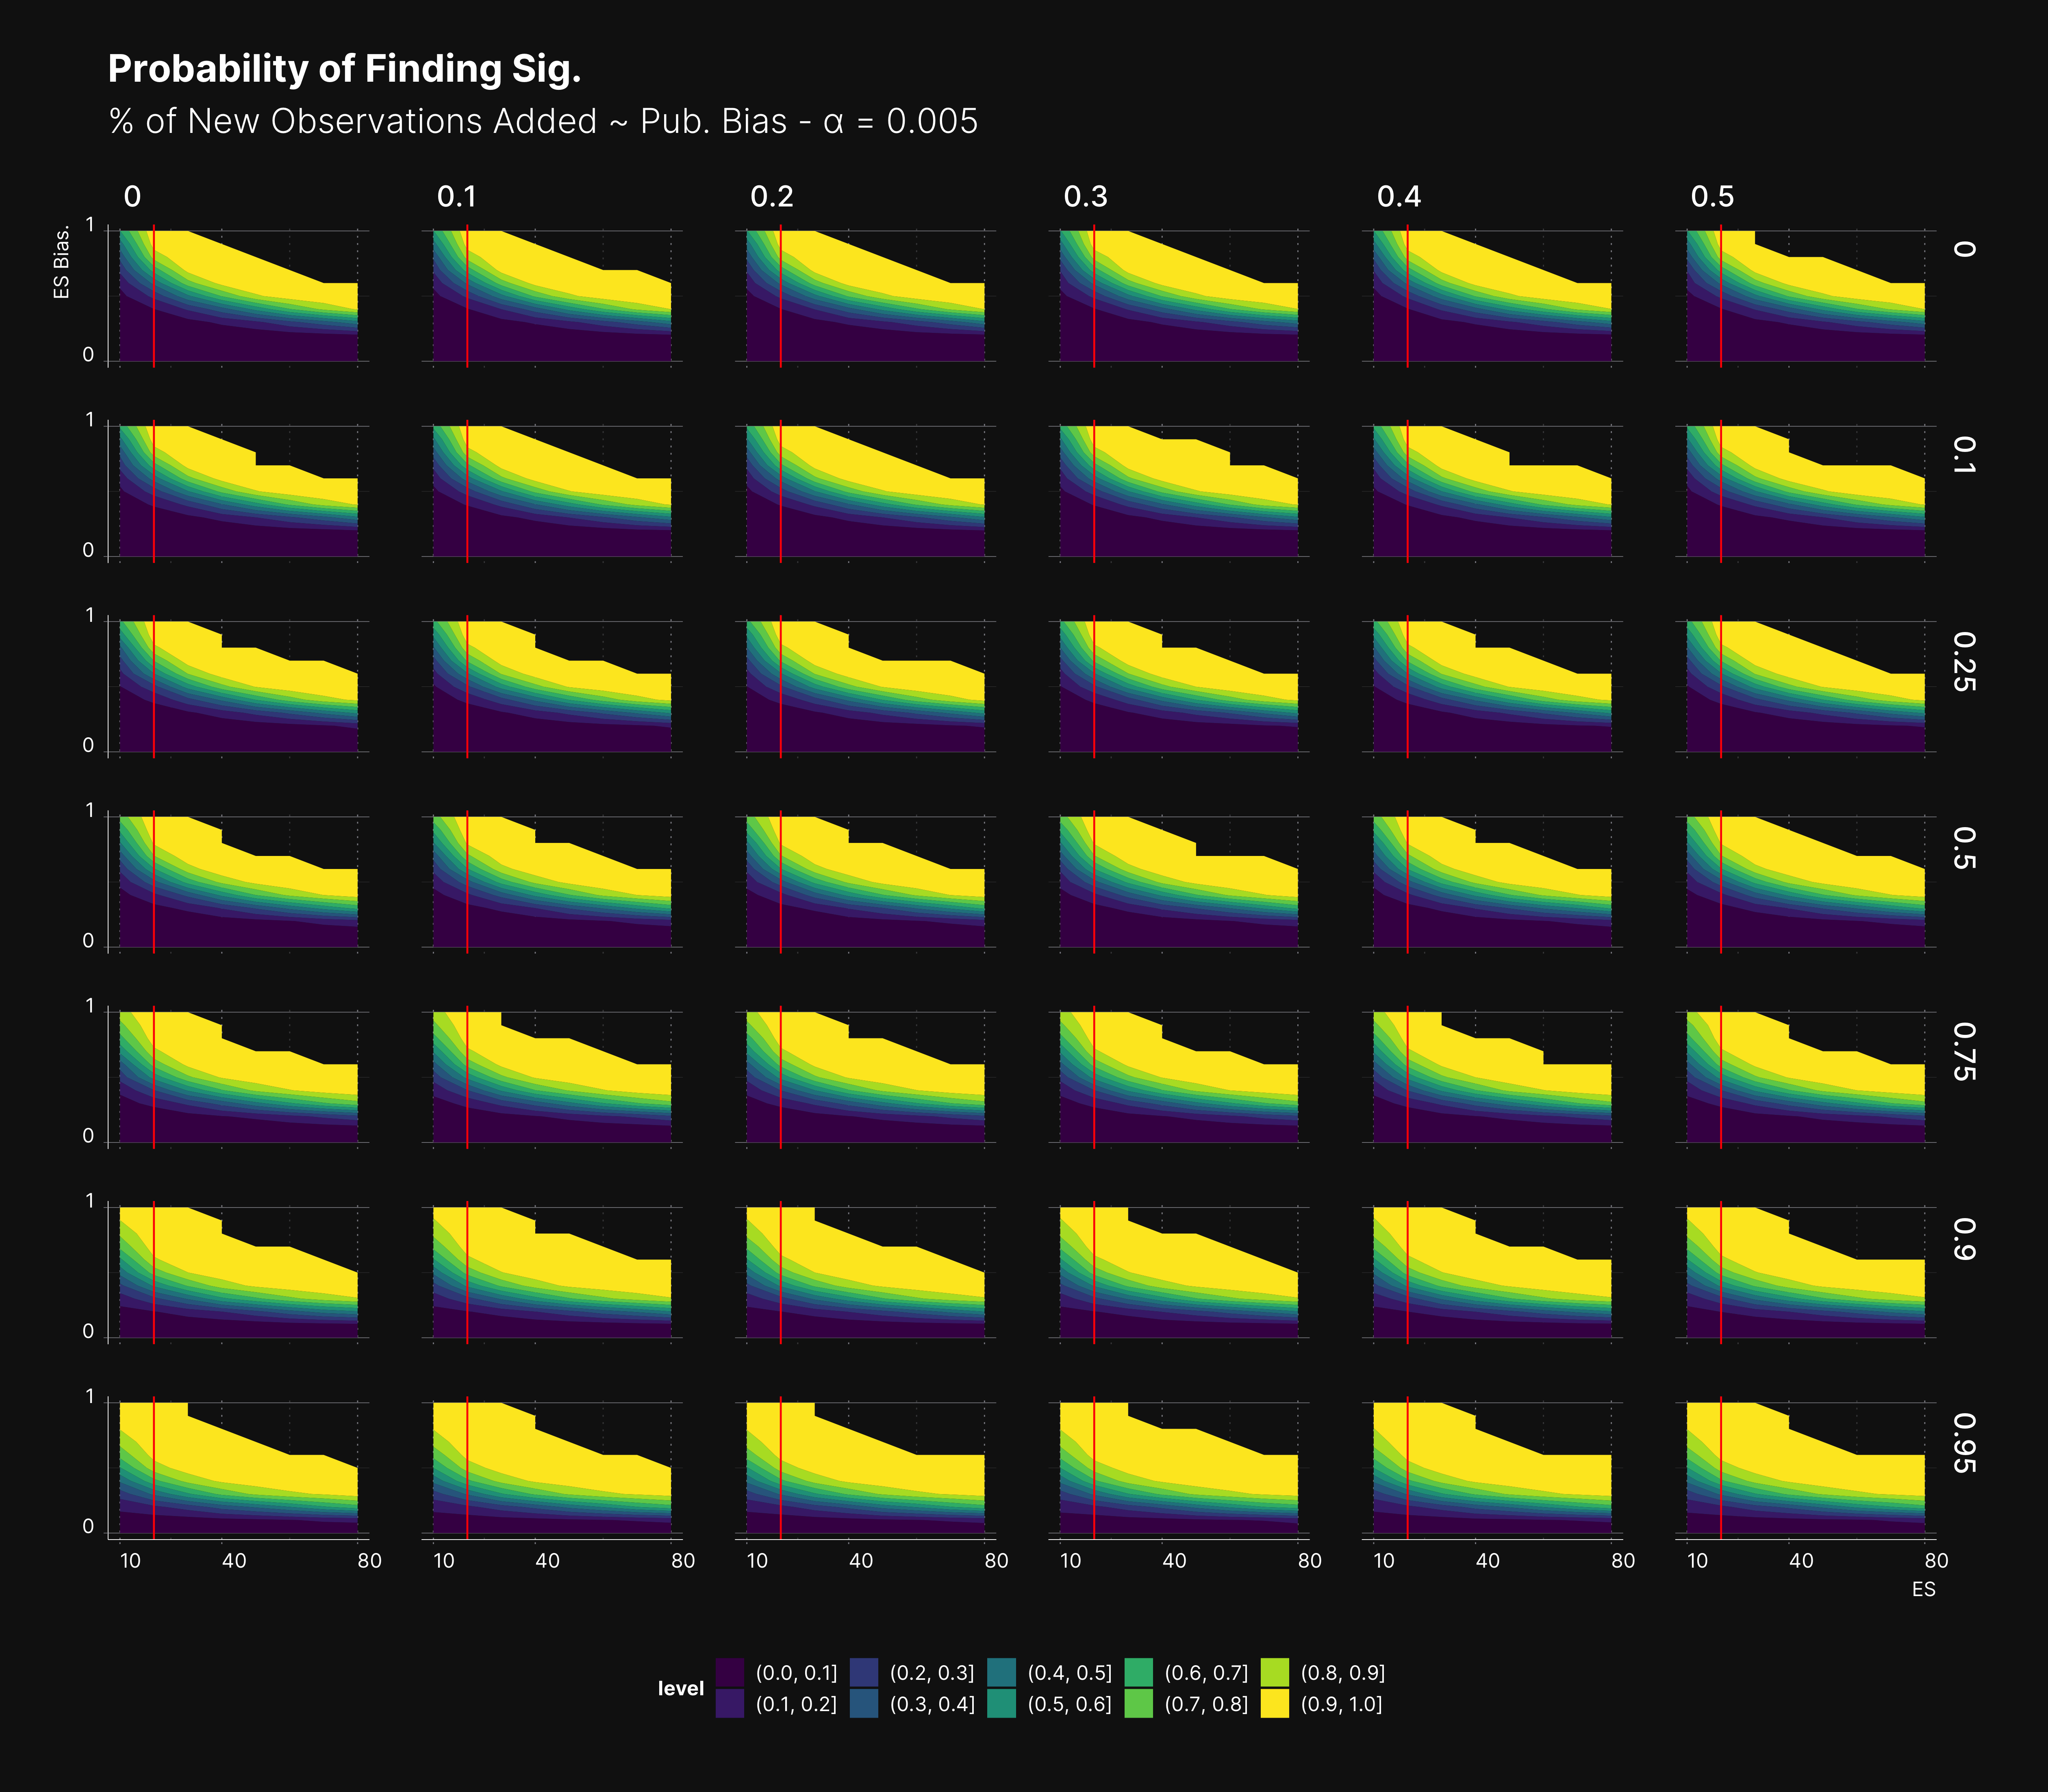 Probability of Finding Sig.
% of New Observations Added ~ Pub. Bias - α = 0.005
0 0.1 0.2 0.3 0.4 0.5
ES Bias.
1
0
0
1
0
0.1
1
0
0.25
1
0
0.5
1
0
0.75
1
0
0.9
1
0
0.95
10 40 80 10 40 80 10 40 80 10 40 80 10 40 80 10 40 80
ES
level
(0.0, 0.1] (0.2, 0.3] (0.4, 0.5] (0.6, 0.7] (0.8, 0.9]
(0.1, 0.2] (0.3, 0.4] (0.5, 0.6] (0.7, 0.8] (0.9, 1.0]